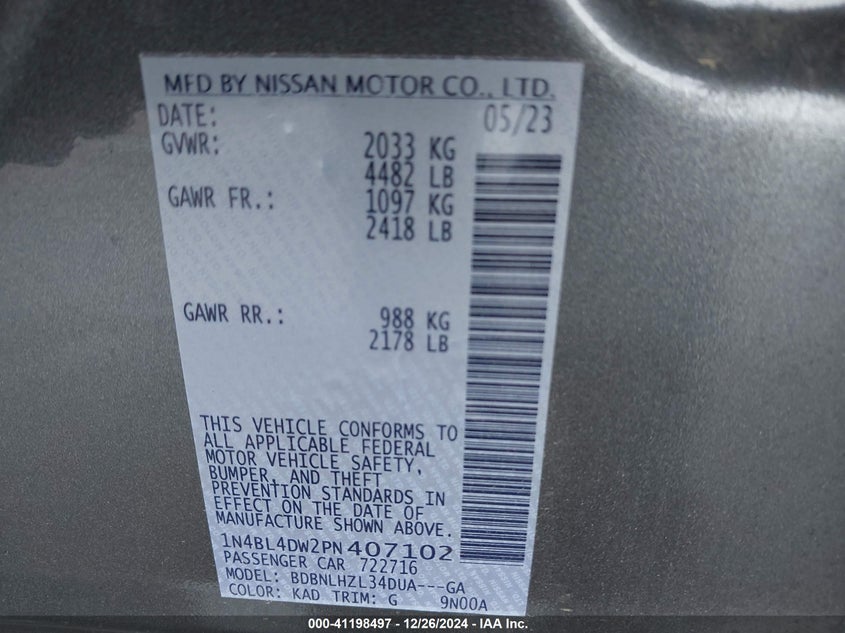 MFD BY NISSAN MOTOR CO., LTD.
DATE: 05/23
GVWR: 2033 KG
4482 LB
GAWR FR.: 1097 KG
2418 LB
GAWR RR.: 988 KG
2178 LB
THIS VEHICLE CONFORMS TO
ALL APPLICABLE FEDERAL
MOTOR VEHICLE SAFETY,
BUMPER, AND THEFT
PREVENTION STANDARDS IN
EFFECT ON THE DATE OF
MANUFACTURE SHOWN ABOVE.
1N4BL4DW2PN407102
PASSENGER CAR 722716
MODEL: BDBNLHZL34DUA---GA
COLOR: KAD TRIM: G 9N00A
000-41198497 - 12/26/2024 - IAA Inc.